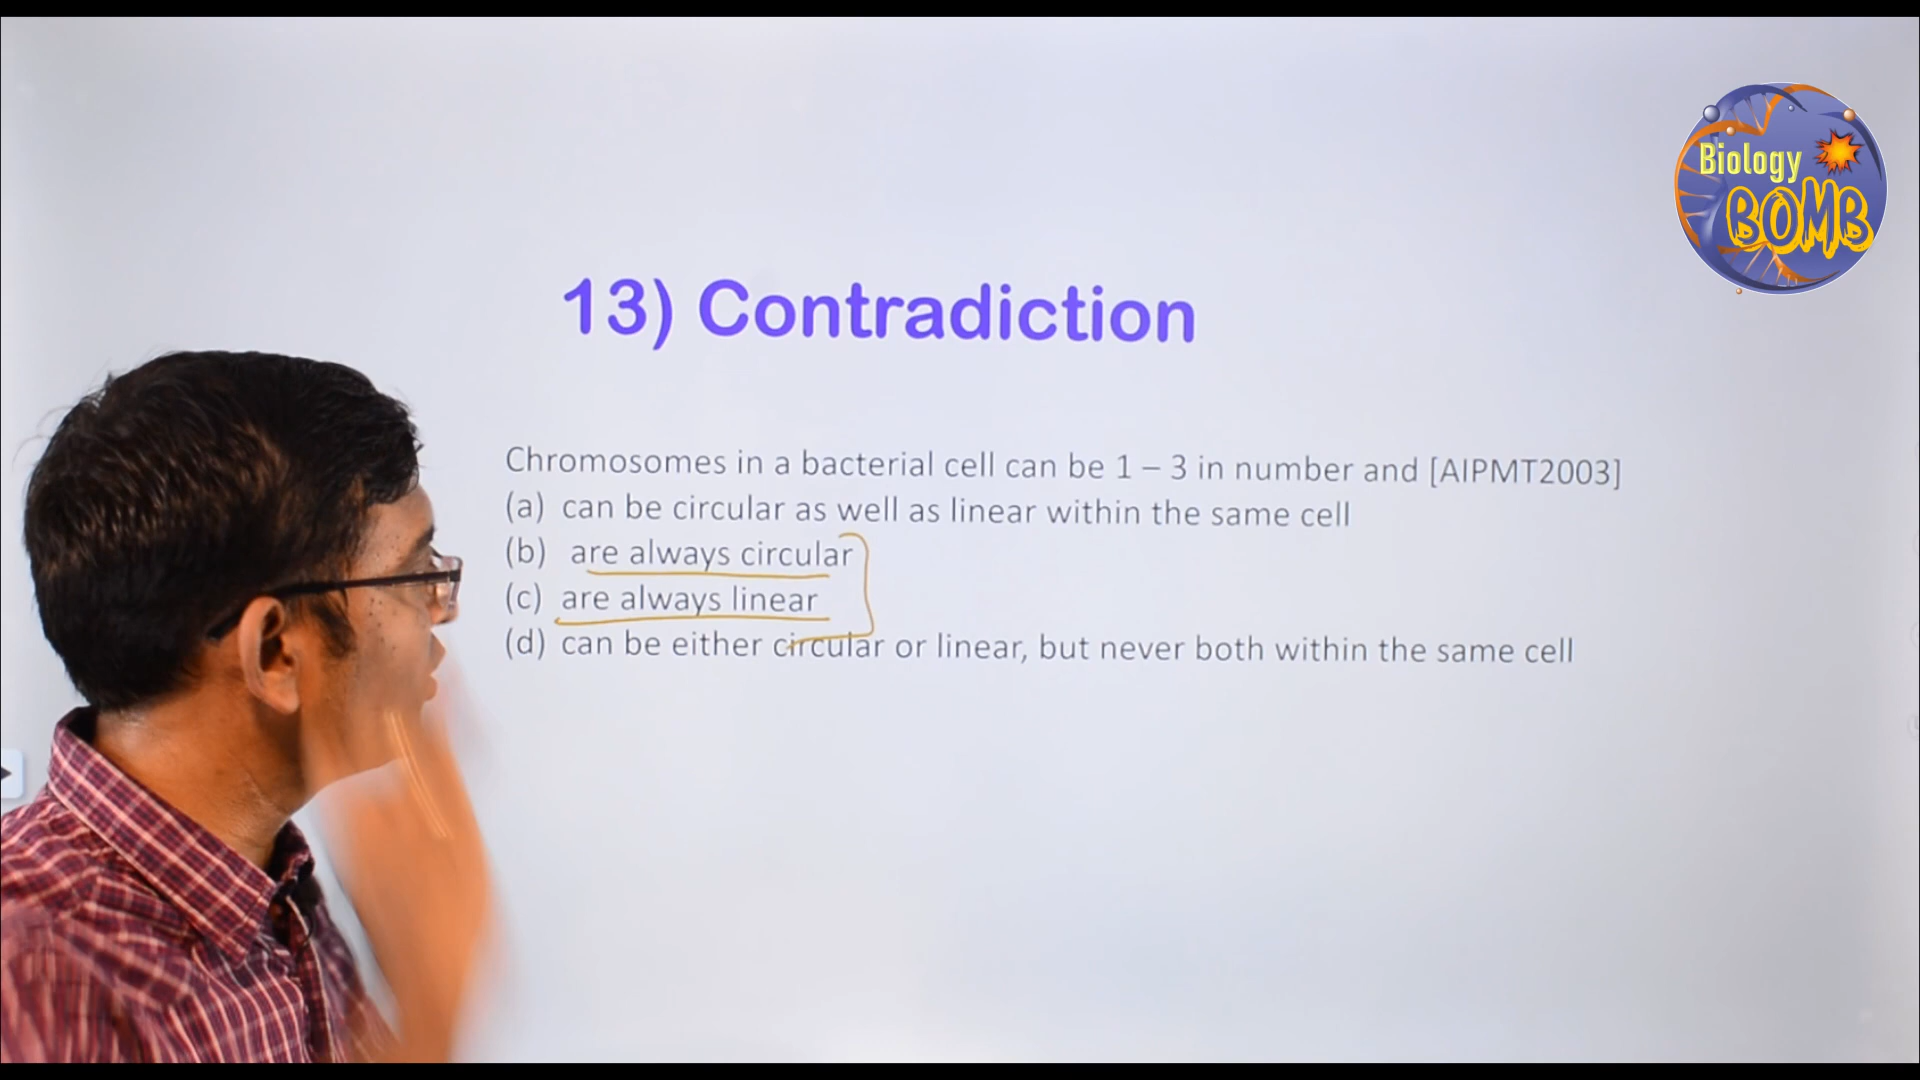 Biology
BOMB
13) Contradiction
Chromosomes in a bacterial cell can be 1 – 3 in number and [AIPMT2003]
(a) can be circular as well as linear within the same cell
(b) are always circular
(c) are always linear
(d) can be either circular or linear, but never both within the same cell